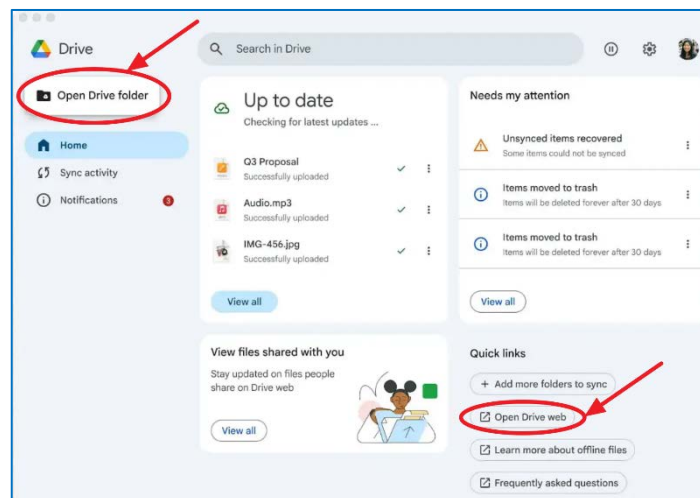 Drive
Search in Drive
Open Drive folder
Home
Sync activity
Notifications
3
Up to date
Checking for latest updates ...
Q3 Proposal
Successfully uploaded
Audio.mp3
Successfully uploaded
IMG-456.jpg
Successfully uploaded
View all
Needs my attention
Unsynced items recovered
Some items could not be synced
Items moved to trash
Items will be deleted forever after 30 days
Items moved to trash
Items will be deleted forever after 30 days
View all
View files shared with you
Stay updated on files people
share on Drive web
View all
Quick links
+ Add more folders to sync
Open Drive web
Learn more about offline files
Frequently asked questions